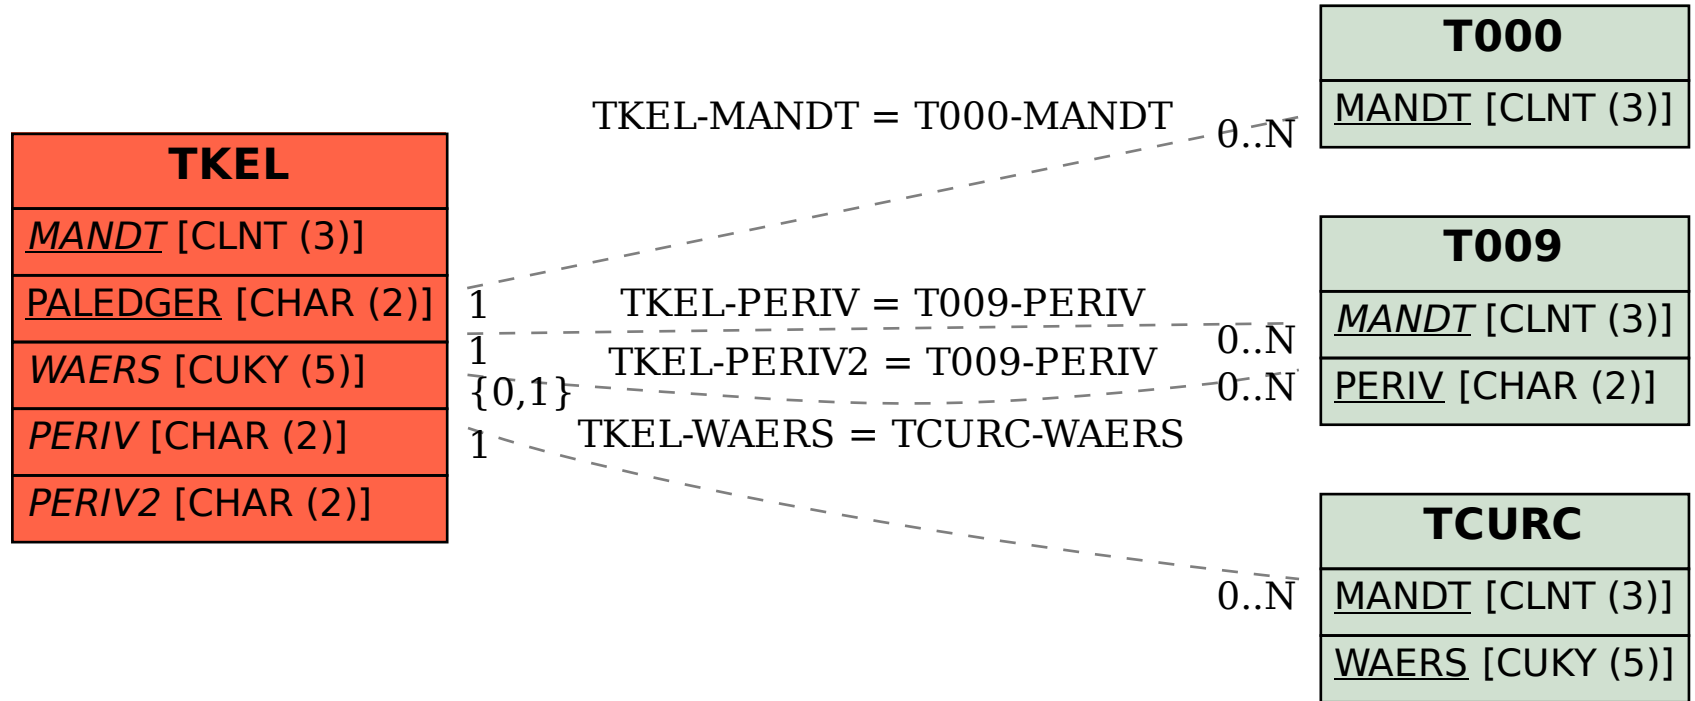 TKEL
MANDT [CLNT (3)]
PALEDGER [CHAR (2)]
WAERS [CUKY (5)]
PERIV [CHAR (2)]
PERIV2 [CHAR (2)]
TKEL-MANDT = T000-MANDT
0..N
1
TKEL-PERIV = T009-PERIV
0..N
1
TKEL-PERIV2 = T009-PERIV
0..N
{0,1}
TKEL-WAERS = TCURC-WAERS
1
0..N
T000
MANDT [CLNT (3)]
T009
MANDT [CLNT (3)]
PERIV [CHAR (2)]
TCURC
MANDT [CLNT (3)]
WAERS [CUKY (5)]